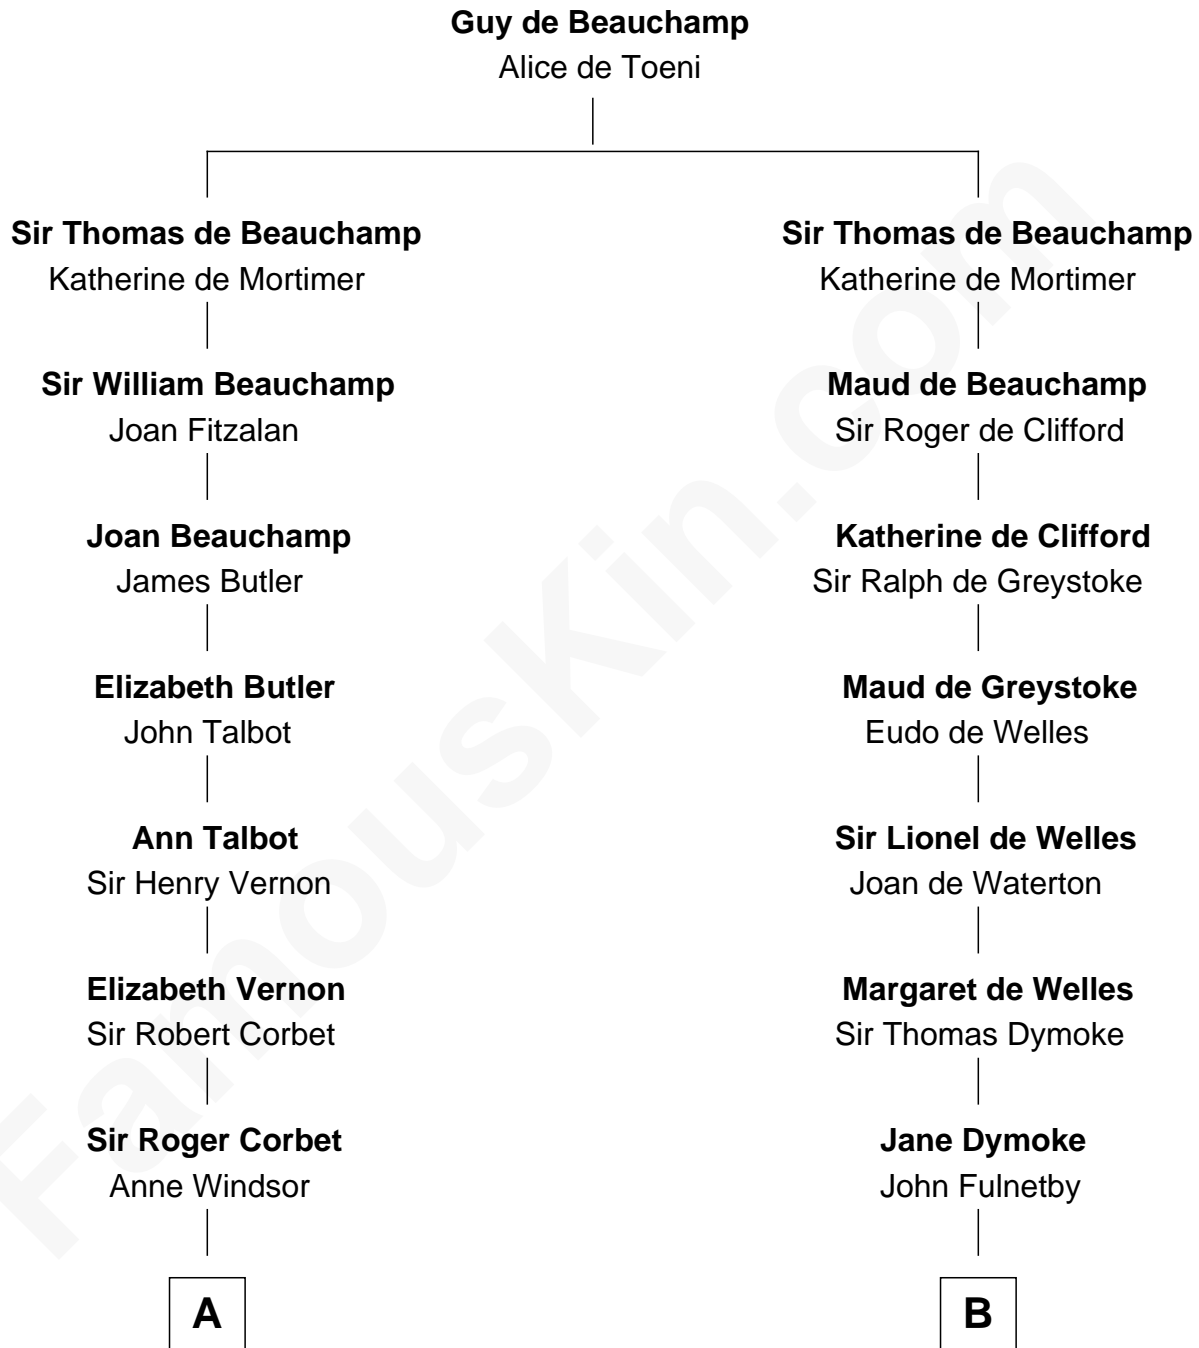 Guy de Beauchamp
Alice de Toeni
Sir Thomas de Beauchamp
Katherine de Mortimer
Sir Thomas de Beauchamp
Katherine de Mortimer
Sir William Beauchamp
Joan Fitzalan
Maud de Beauchamp
Sir Roger de Clifford
Joan Beauchamp
James Butler
Katherine de Clifford
Sir Ralph de Greystoke
Elizabeth Butler
John Talbot
Maud de Greystoke
Eudo de Welles
Ann Talbot
Sir Henry Vernon
Sir Lionel de Welles
Joan de Waterton
Elizabeth Vernon
Sir Robert Corbet
Margaret de Welles
Sir Thomas Dymoke
Sir Roger Corbet
Anne Windsor
Jane Dymoke
John Fulnetby
A
B
FamousKin.com